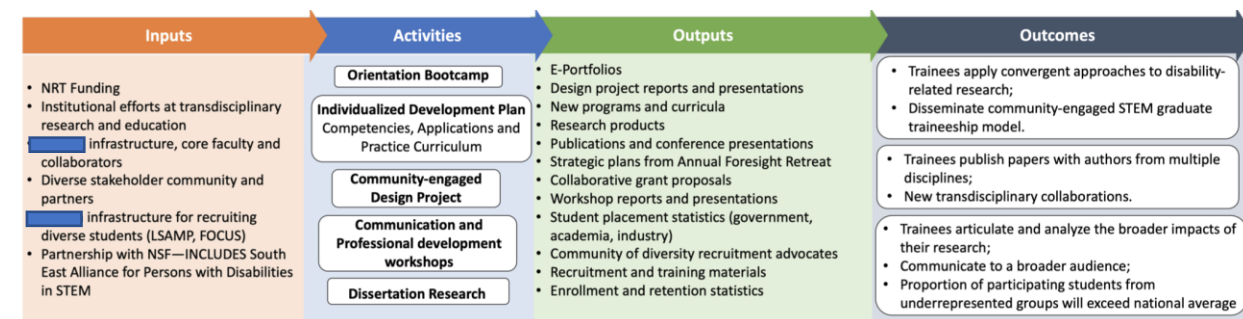 Inputs
Activities
Outputs
Outcomes
• NRT Funding
• Institutional efforts at transdisciplinary
research and education
• infrastructure, core faculty and
collaborators
• Diverse stakeholder community and
partners
• infrastructure for recruiting
diverse students (LSAMP, FOCUS)
• Partnership with NSF—INCLUDES South
East Alliance for Persons with Disabilities
in STEM
Orientation Bootcamp
Individualized Development Plan
Competencies, Applications and
Practice Curriculum
Community-engaged
Design Project
Communication and
Professional development
workshops
Dissertation Research
• E-Portfolios
• Design project reports and presentations
• New programs and curricula
• Research products
• Publications and conference presentations
• Strategic plans from Annual Foresight Retreat
• Collaborative grant proposals
• Workshop reports and presentations
• Student placement statistics (government,
academia, industry)
• Community of diversity recruitment advocates
• Recruitment and training materials
• Enrollment and retention statistics
• Trainees apply convergent approaches to disability-
related research;
• Disseminate community-engaged STEM graduate
traineeship model.
• Trainees publish papers with authors from multiple
disciplines;
• New transdisciplinary collaborations.
• Trainees articulate and analyze the broader impacts of
their research;
• Communicate to a broader audience;
• Proportion of participating students from
underrepresented groups will exceed national average